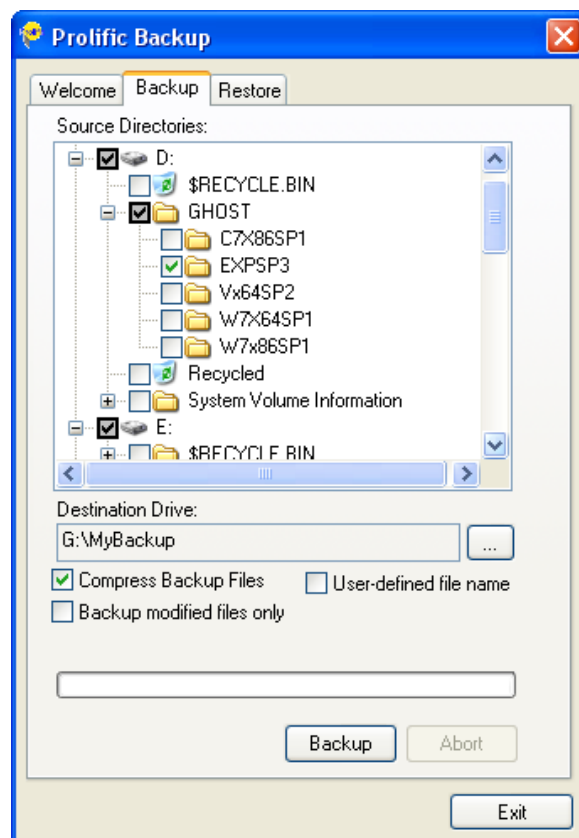 Prolific Backup
Welcome Backup Restore
Source Directories:
D:
$RECYCLE.BIN
GHOST
C7X86SP1
EXPSP3
Vx64SP2
W7X64SP1
W7x86SP1
Recycled
System Volume Information
E:
$RECYCLE.BIN
Destination Drive:
G:\MyBackup
...
Compress Backup Files User-defined file name
Backup modified files only
Backup Abort
Exit